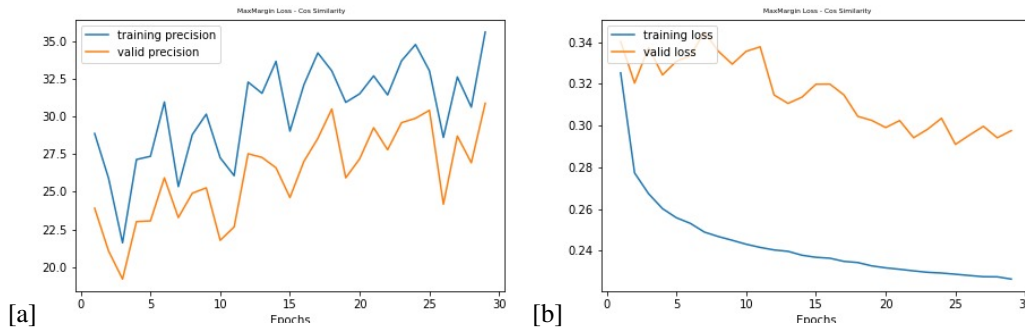 MaxMargin Loss - Cos Similarity
training precision
valid precision
35.0
32.5
30.0
27.5
25.0
22.5
20.0
0 5 10 15 20 25 30
Epochs
[a]
MaxMargin Loss - Cos Similarity
training loss
valid loss
0.34
0.32
0.30
0.28
0.26
0.24
0 5 10 15 20 25 30
Epochs
[b]